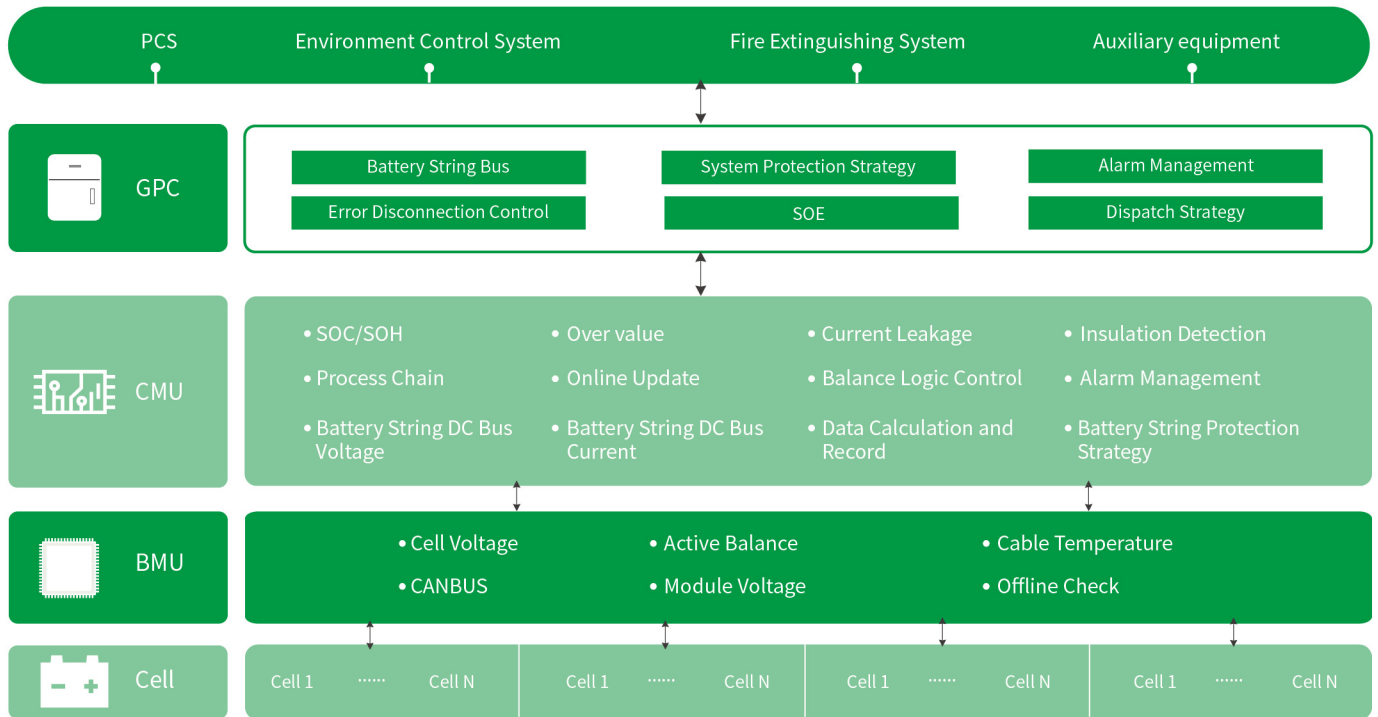 PCS
Environment Control System
Fire Extinguishing System
Auxiliary equipment
GPC
Battery String Bus
System Protection Strategy
Alarm Management
Error Disconnection Control
SOE
Dispatch Strategy
CMU
• SOC/SOH
• Over value
• Current Leakage
• Insulation Detection
• Process Chain
• Online Update
• Balance Logic Control
• Alarm Management
• Battery String DC Bus
Voltage
• Battery String DC Bus
Current
• Data Calculation and
Record
• Battery String Protection
Strategy
BMU
• Cell Voltage
• Active Balance
• Cable Temperature
• CANBUS
• Module Voltage
• Offline Check
Cell
Cell 1 ...... Cell N
Cell 1 ...... Cell N
Cell 1 ...... Cell N
Cell 1 ...... Cell N